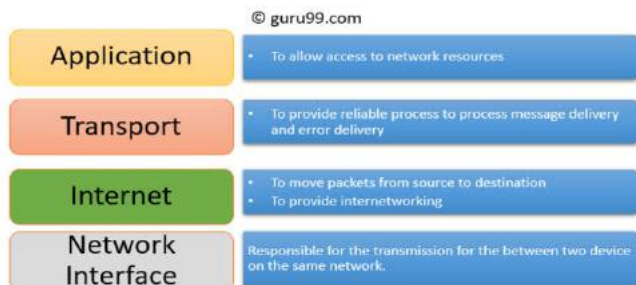 © guru99.com
Application
• To allow access to network resources
Transport
• To provide reliable process to process message delivery
and error delivery
Internet
• To move packets from source to destination
• To provide internetworking
Network
Interface
Responsible for the transmission for the between two device
on the same network.